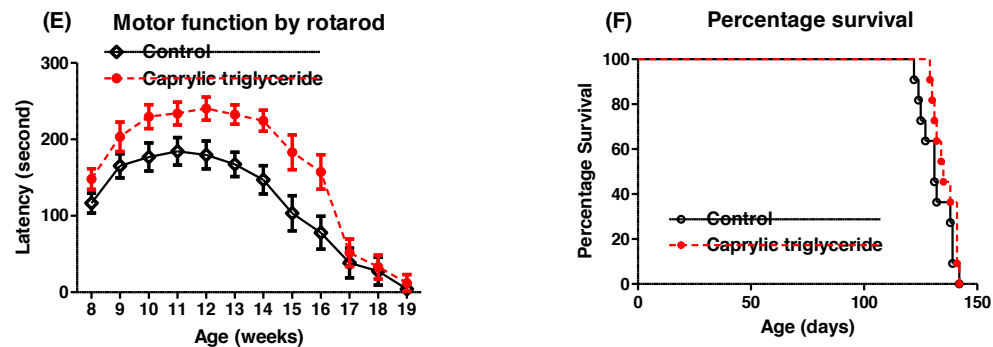 (E) Motor function by rotarod
Control
Caprylic triglyceride
300
200
100
0
Latency (second)
8 9 10 11 12 13 14 15 16 17 18 19
Age (weeks)
(F) Percentage survival
100
80
60
40
20
0
Percentage Survival
Control
Caprylic triglyceride
0 50 100 150
Age (days)